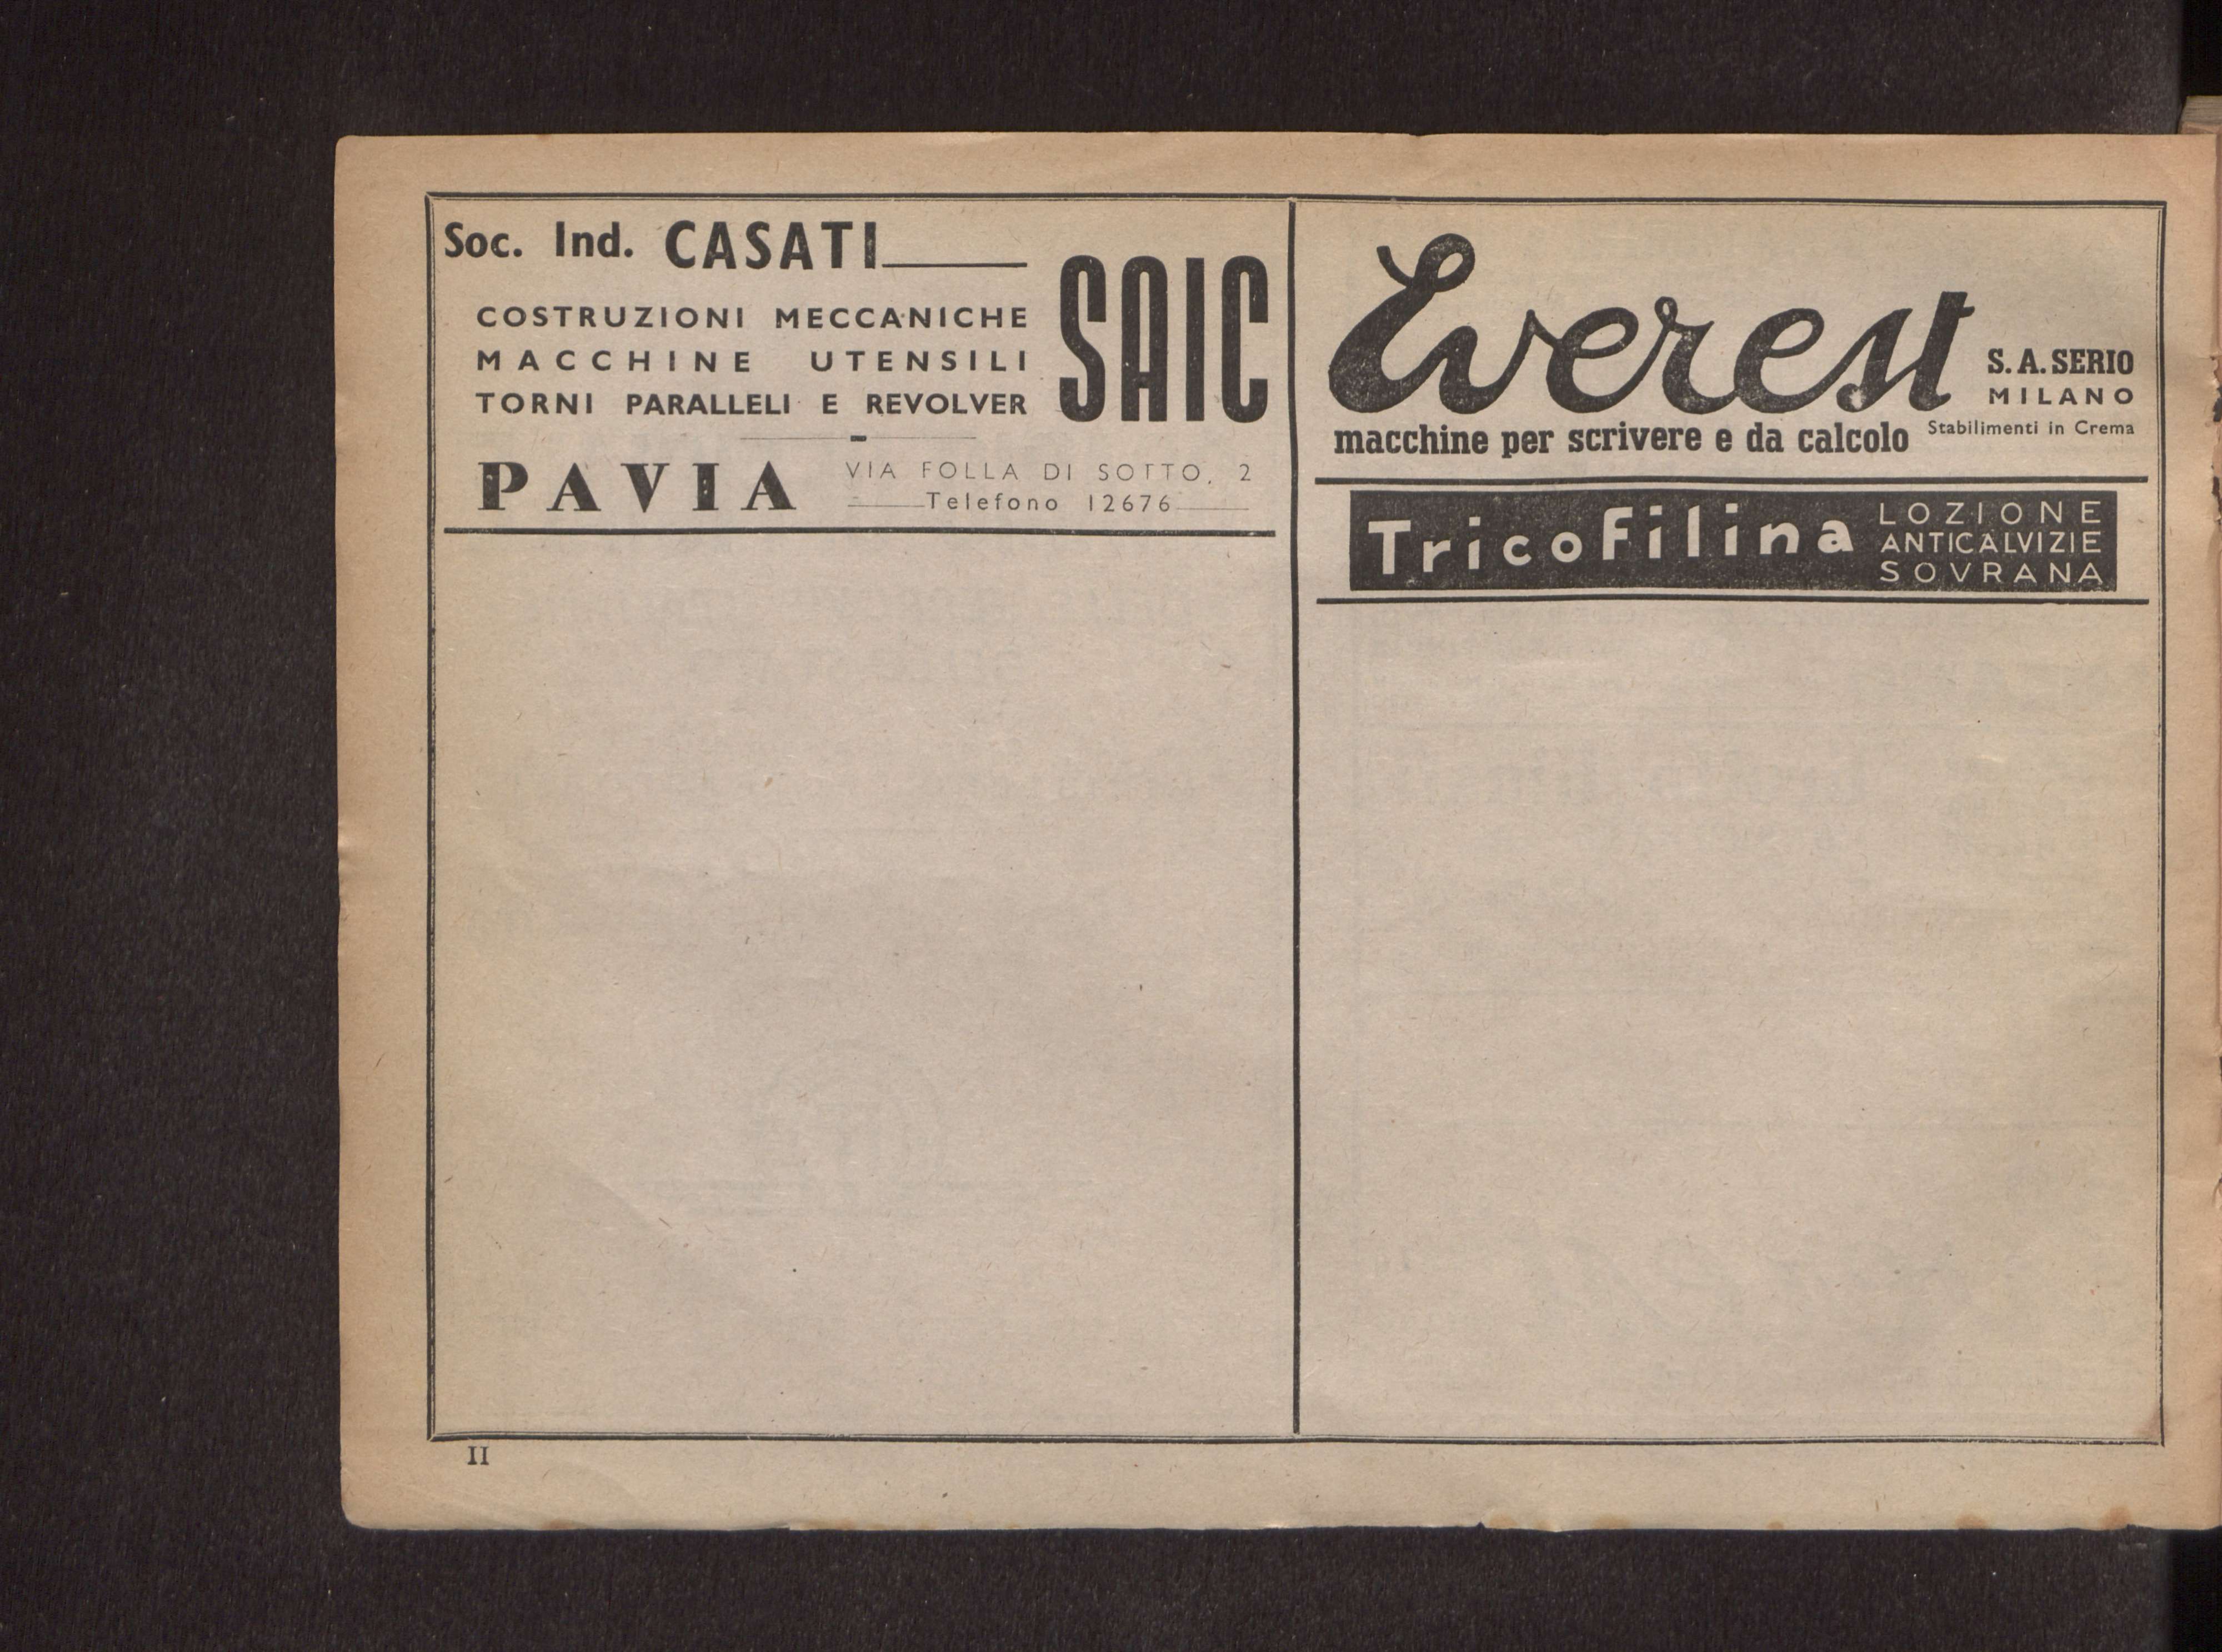 Soc. Ind. CASATI
COSTRUZIONI MECCANICHE
MACCHINE UTENSILI
TORNI PARALLELI E REVOLVER
SAIC
PAVIA
VIA FOLLA DI SOTTO, 2
Telefono 12676
Everest
S. A. SERIO
MILANO
Stabilimenti in Crema
macchine per scrivere e da calcolo
Tricofilina
LOZIONE
ANTICALVIZIE
SOVRANA
II